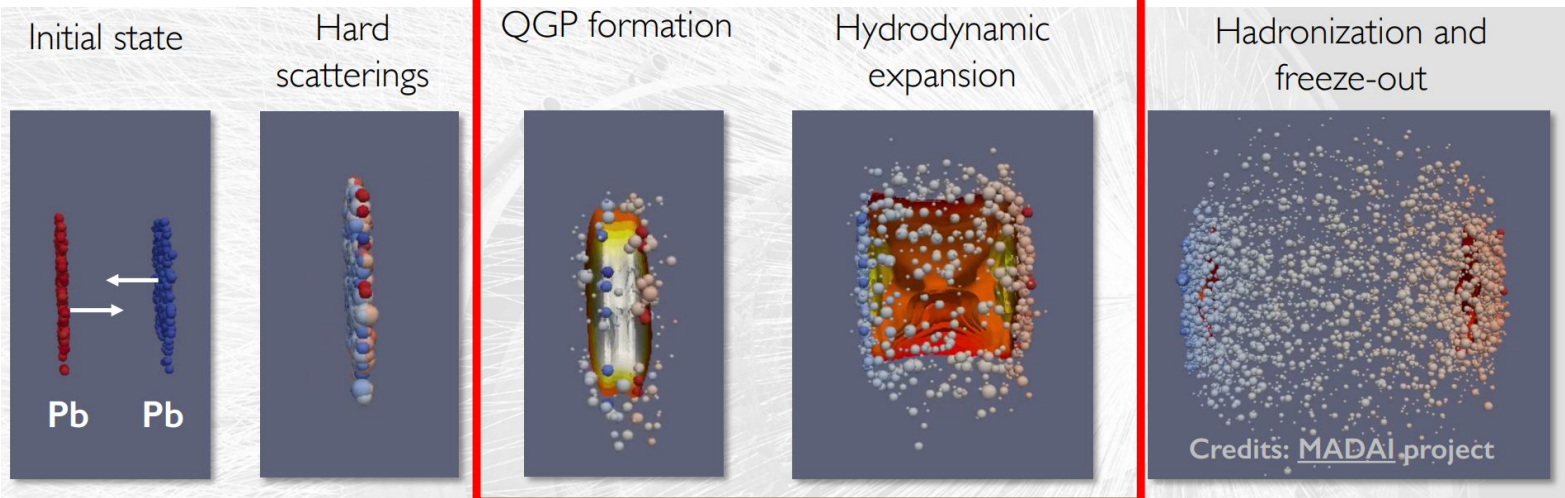 Initial state
Hard
scatterings
QGP formation
Hydrodynamic
expansion
Hadronization and
freeze-out
Pb
Pb
Credits: MADAI project